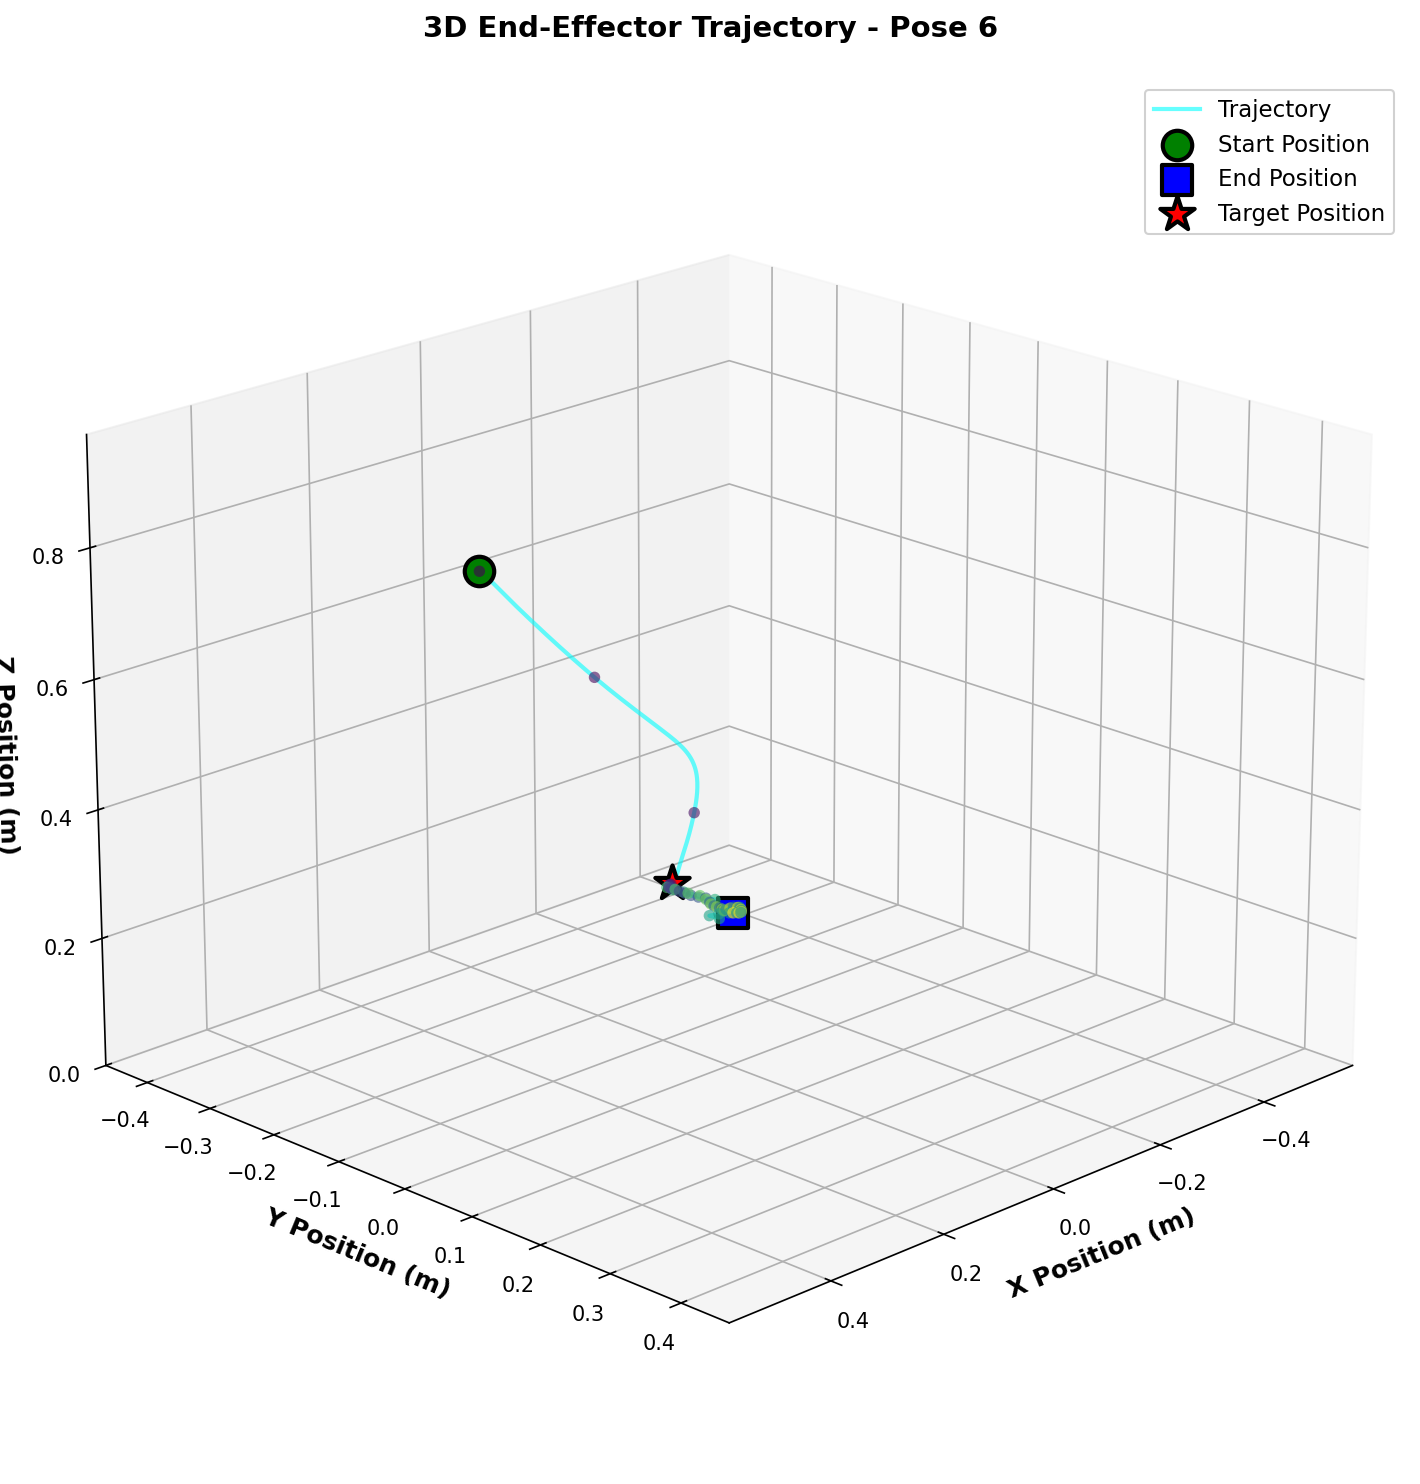 3D End-Effector Trajectory - Pose 6
Trajectory
Start Position
End Position
Target Position
0.8
0.6
0.4
0.2
0.0
Z Position (m)
−0.4
−0.3
−0.2
−0.1
0.0
0.1
0.2
0.3
0.4
Y Position (m)
−0.4
−0.2
0.0
0.2
0.4
X Position (m)